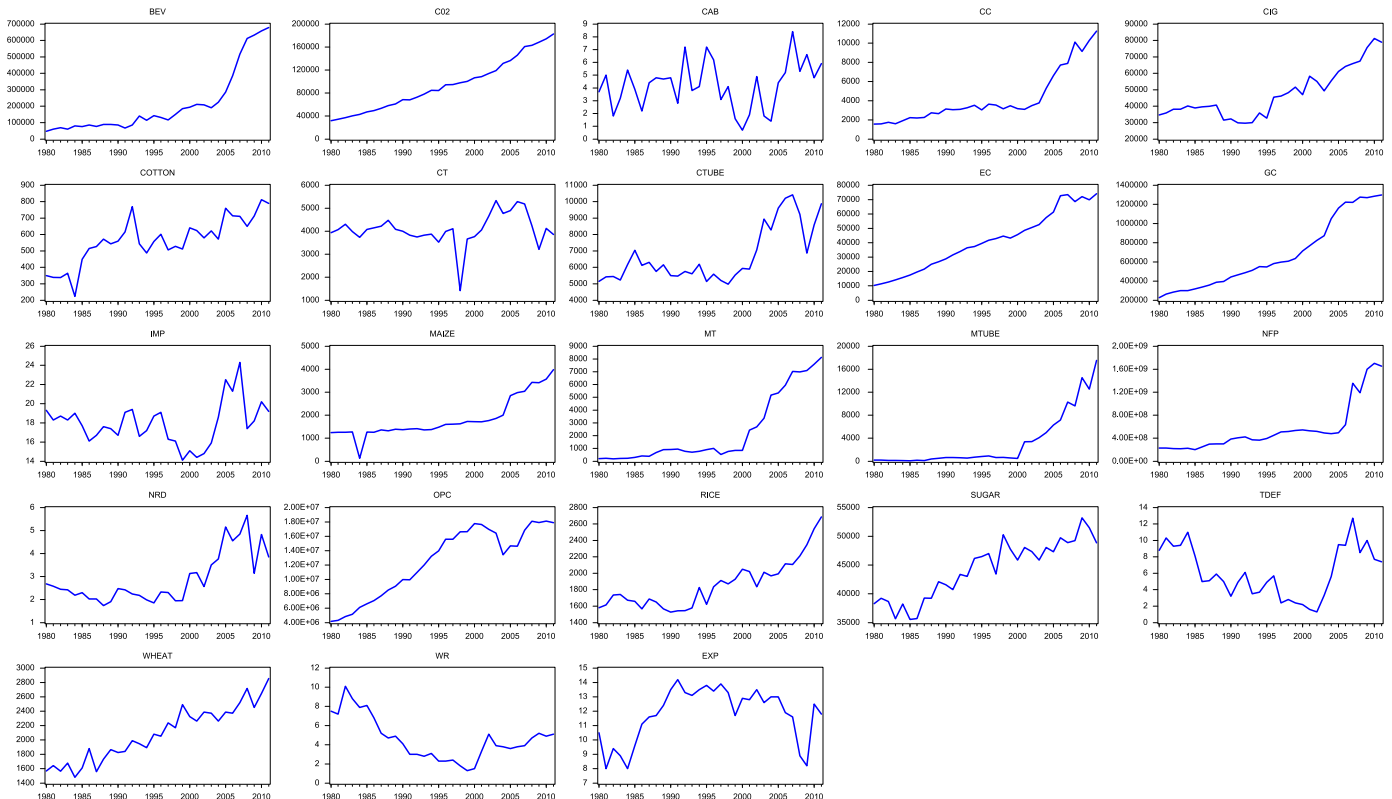 BEV
700000
600000
500000
400000
300000
200000
100000
0
1980 1985 1990 1995 2000 2005 2010
C02
200000
160000
120000
80000
40000
0
1980 1985 1990 1995 2000 2005 2010
CAB
9
8
7
6
5
4
3
2
1
0
1980 1985 1990 1995 2000 2005 2010
CC
12000
10000
8000
6000
4000
2000
0
1980 1985 1990 1995 2000 2005 2010
CIG
90000
80000
70000
60000
50000
40000
30000
20000
1980 1985 1990 1995 2000 2005 2010
COTTON
900
800
700
600
500
400
300
200
1980 1985 1990 1995 2000 2005 2010
CT
6000
5000
4000
3000
2000
1000
1980 1985 1990 1995 2000 2005 2010
CTUBE
11000
10000
9000
8000
7000
6000
5000
4000
1980 1985 1990 1995 2000 2005 2010
EC
80000
70000
60000
50000
40000
30000
20000
10000
0
1980 1985 1990 1995 2000 2005 2010
GC
1400000
1200000
1000000
800000
600000
400000
200000
1980 1985 1990 1995 2000 2005 2010
IMP
26
24
22
20
18
16
14
1980 1985 1990 1995 2000 2005 2010
MAIZE
5000
4000
3000
2000
1000
0
1980 1985 1990 1995 2000 2005 2010
MT
9000
8000
7000
6000
5000
4000
3000
2000
1000
0
1980 1985 1990 1995 2000 2005 2010
MTUBE
20000
16000
12000
8000
4000
0
1980 1985 1990 1995 2000 2005 2010
NFP
2.00E+09
1.60E+09
1.20E+09
8.00E+08
4.00E+08
0.00E+00
1980 1985 1990 1995 2000 2005 2010
NRD
6
5
4
3
2
1
1980 1985 1990 1995 2000 2005 2010
OPC
2.00E+07
1.80E+07
1.60E+07
1.40E+07
1.20E+07
1.00E+07
8.00E+06
6.00E+06
4.00E+06
1980 1985 1990 1995 2000 2005 2010
RICE
2800
2600
2400
2200
2000
1800
1600
1400
1980 1985 1990 1995 2000 2005 2010
SUGAR
55000
50000
45000
40000
35000
1980 1985 1990 1995 2000 2005 2010
TDEF
14
12
10
8
6
4
2
0
1980 1985 1990 1995 2000 2005 2010
WHEAT
3000
2800
2600
2400
2200
2000
1800
1600
1400
1980 1985 1990 1995 2000 2005 2010
WR
12
10
8
6
4
2
0
1980 1985 1990 1995 2000 2005 2010
EXP
15
14
13
12
11
10
9
8
7
1980 1985 1990 1995 2000 2005 2010